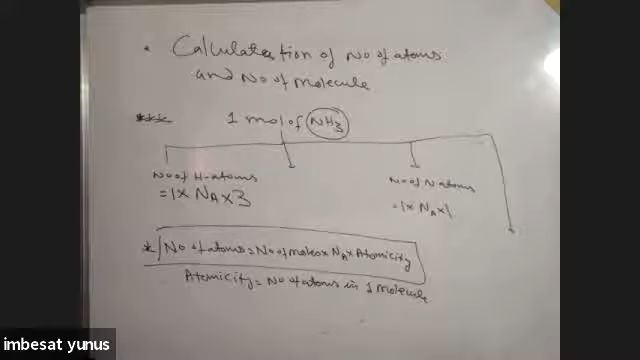 • Calculation of No of atoms
and No of molecule
*** 1 mol of NH3
No of H-atoms
= 1 x NA x 3
No of N atoms
= 1 x NA x 1
* No of atoms = No of moles x NA x Atomicity
Atomicity = No of atoms in 1 molecule
imbesat yunus